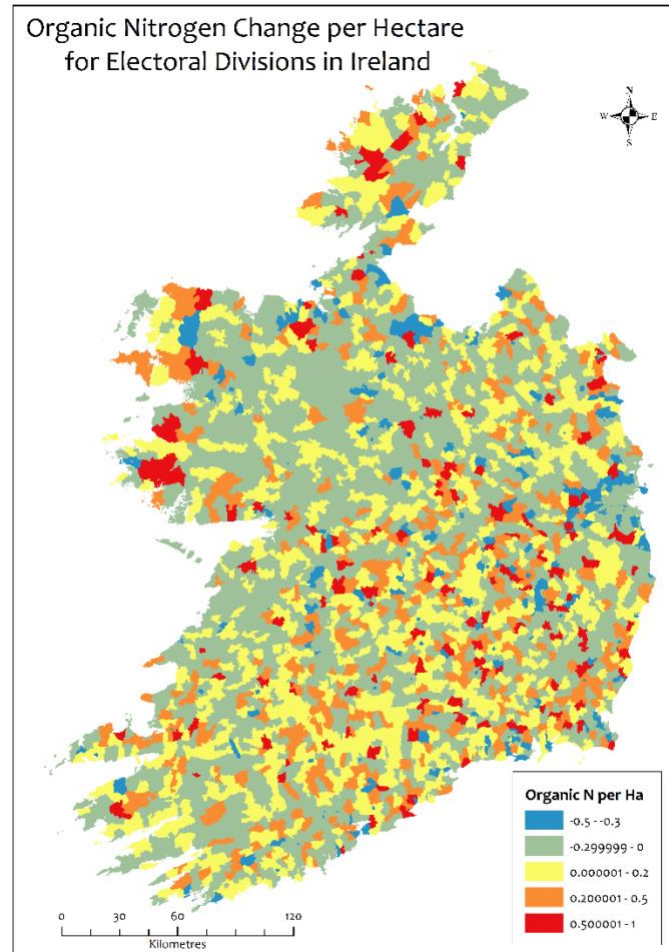 Organic Nitrogen Change per Hectare
for Electoral Divisions in Ireland
N
W E
S
Organic N per Ha
-0.5 - -0.3
-0.299999 - 0
0.000001 - 0.2
0.200001 - 0.5
0.500001 - 1
0 30 60 120
Kilometres